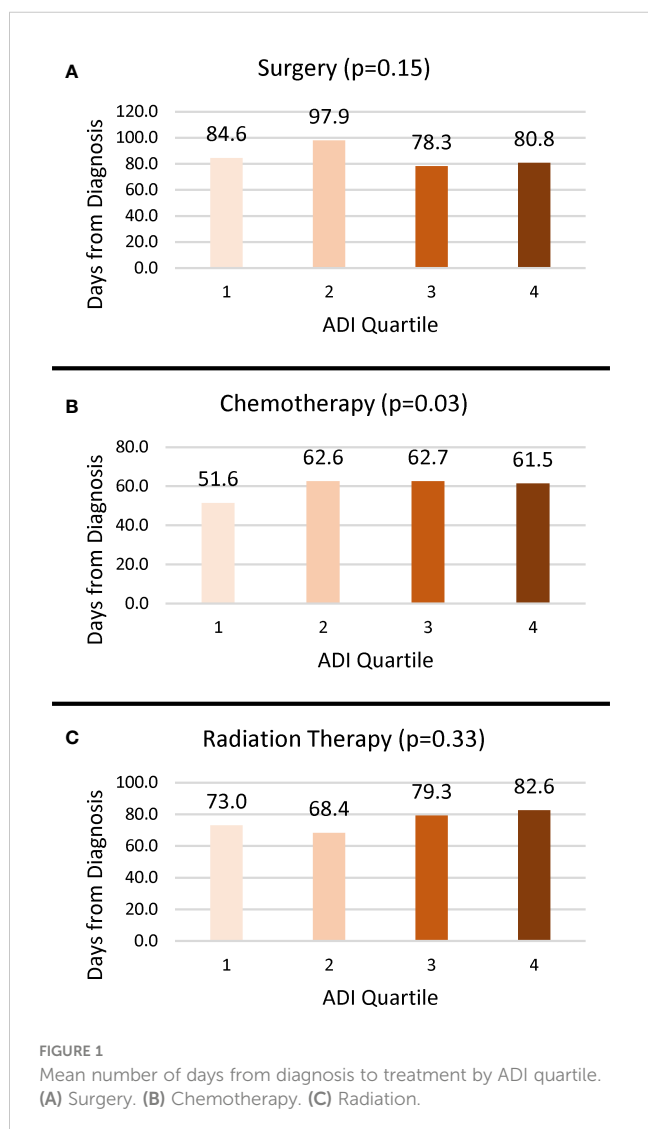 A
Surgery (p=0.15)
Days from Diagnosis
120.0
100.0
80.0
60.0
40.0
20.0
0.0
84.6
97.9
78.3
80.8
1 2 3 4
ADI Quartile
B
Chemotherapy (p=0.03)
Days from Diagnosis
80.0
60.0
40.0
20.0
0.0
51.6
62.6
62.7
61.5
1 2 3 4
ADI Quartile
C
Radiation Therapy (p=0.33)
Days from Diagnosis
100.0
80.0
60.0
40.0
20.0
0.0
73.0
68.4
79.3
82.6
1 2 3 4
ADI Quartile
FIGURE 1
Mean number of days from diagnosis to treatment by ADI quartile.
(A) Surgery. (B) Chemotherapy. (C) Radiation.